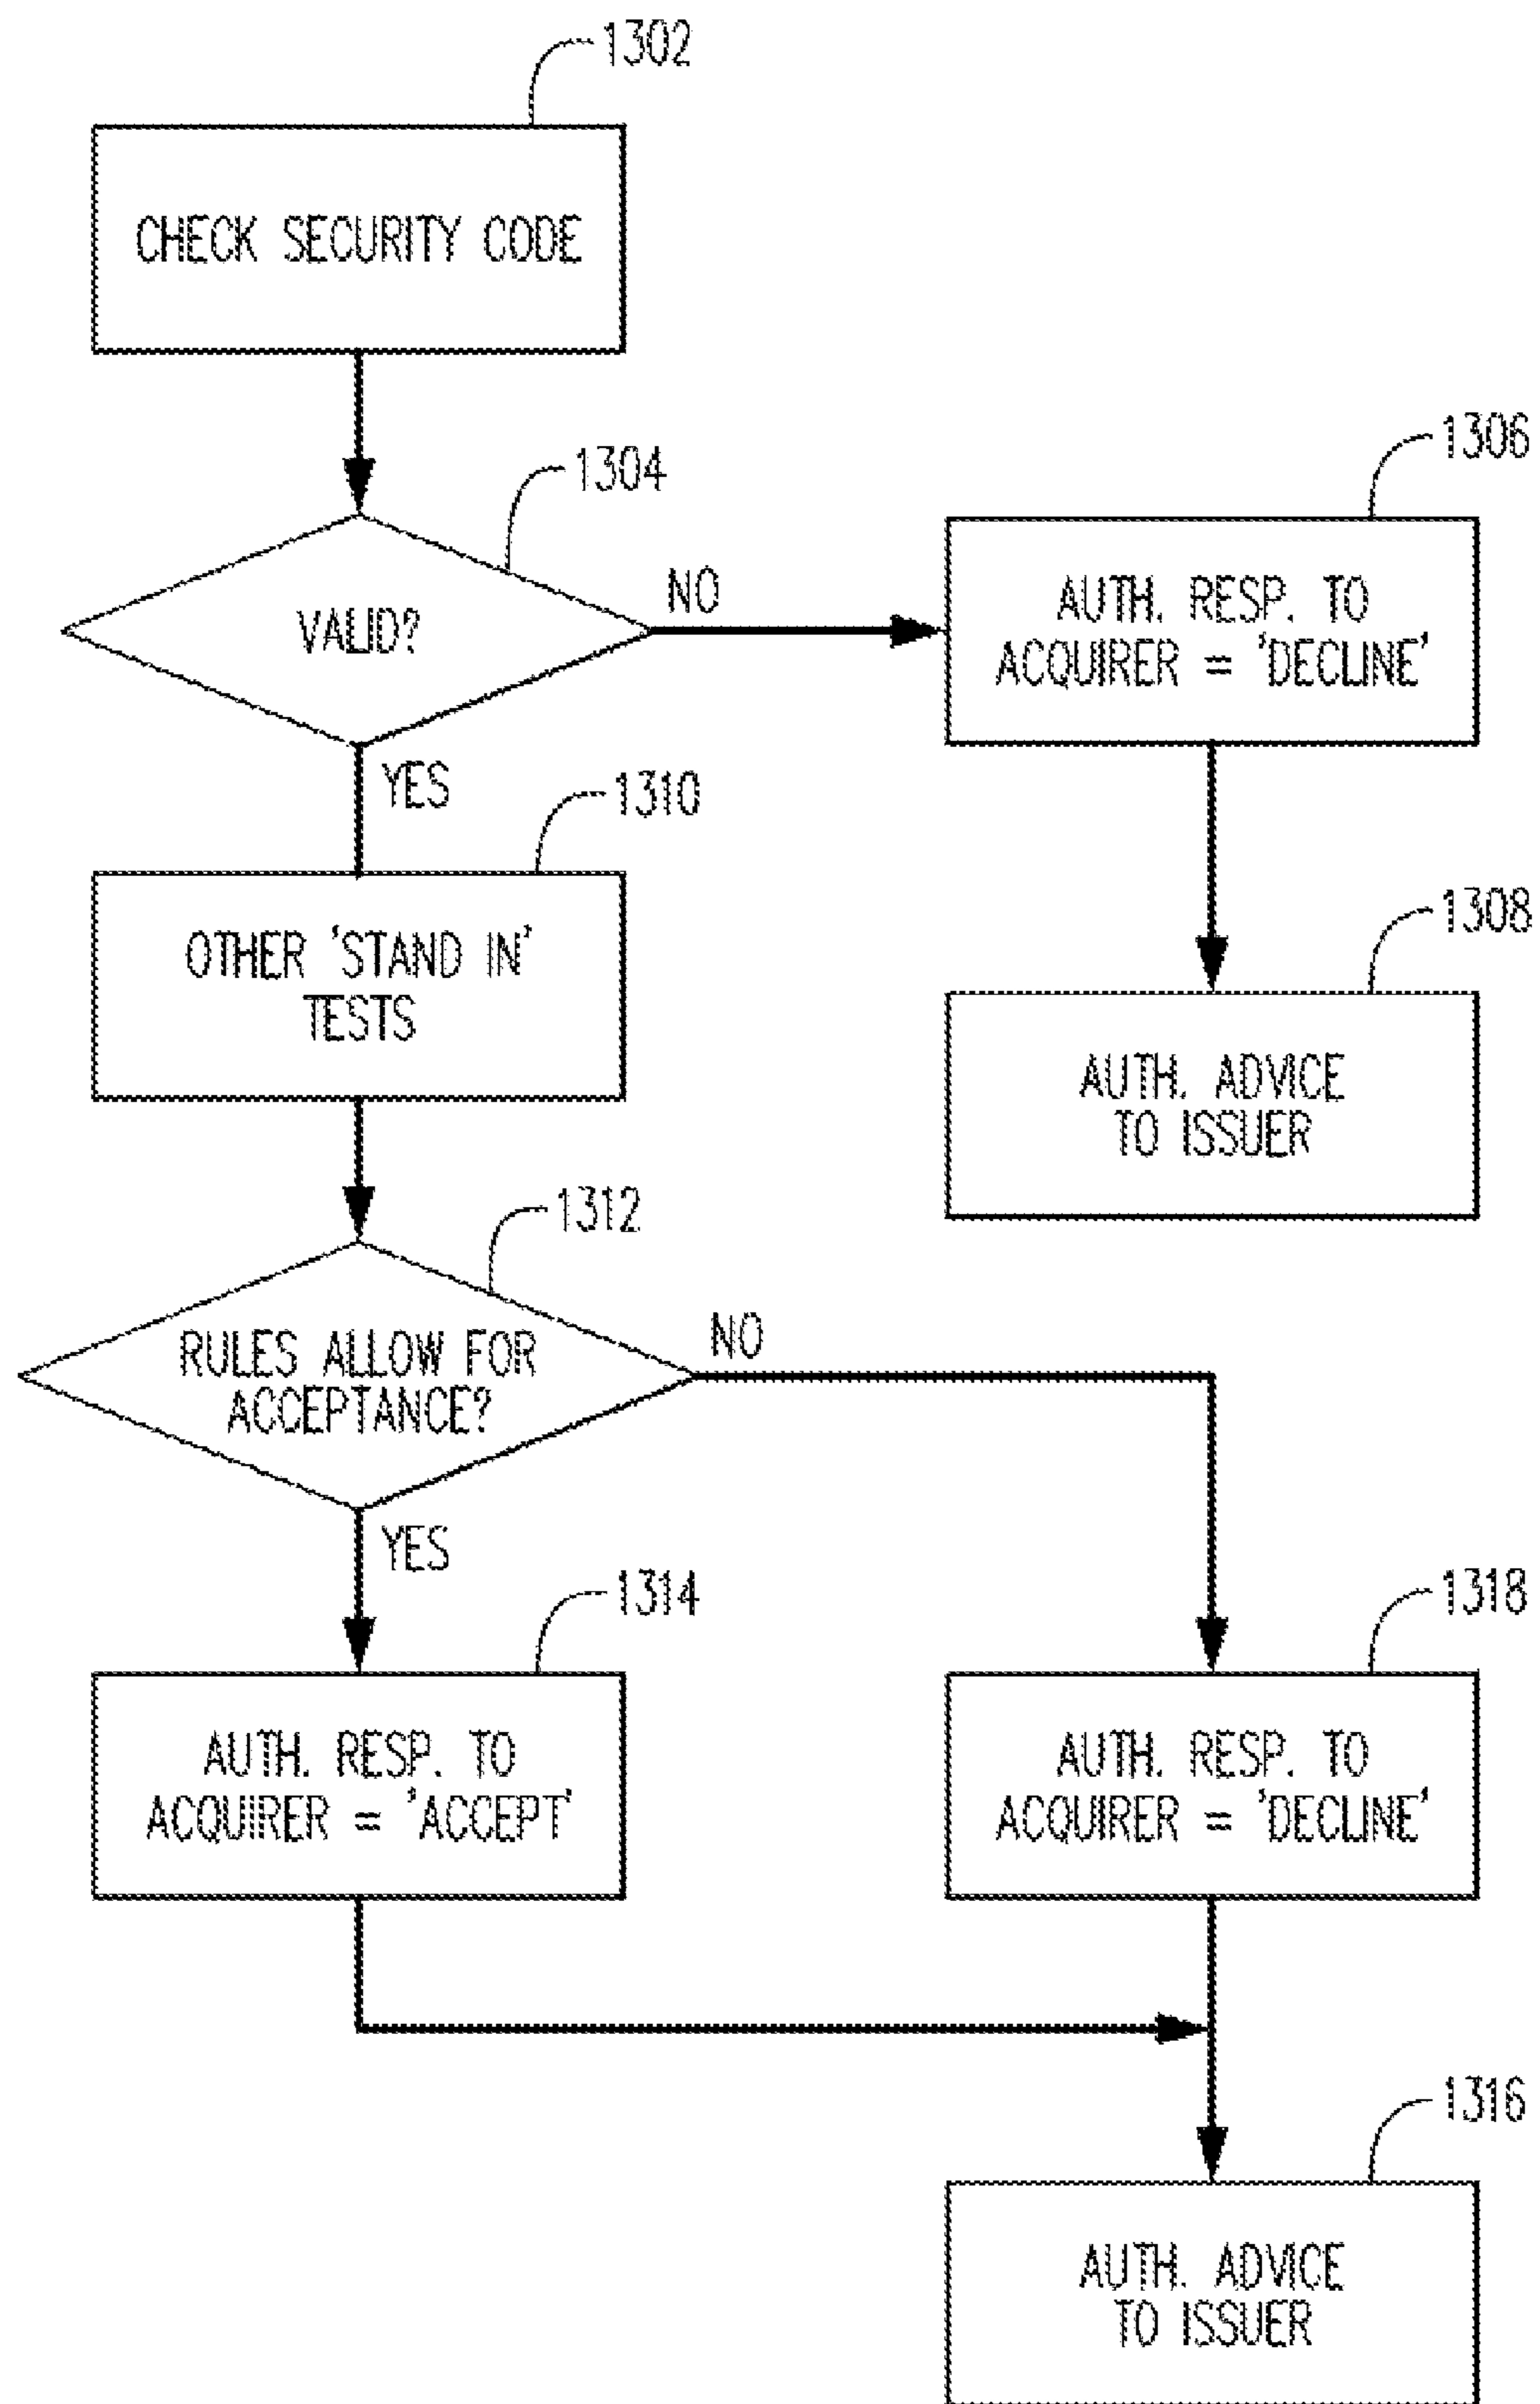 1302
CHECK SECURITY CODE
1304
VALID?
NO
1306
AUTH. RESP. TO
ACQUIRER = 'DECLINE'
YES
1310
OTHER 'STAND IN'
TESTS
1308
AUTH. ADVICE
TO ISSUER
1312
RULES ALLOW FOR
ACCEPTANCE?
NO
YES
1314
AUTH. RESP. TO
ACQUIRER = 'ACCEPT'
1318
AUTH. RESP. TO
ACQUIRER = 'DECLINE'
1316
AUTH. ADVICE
TO ISSUER